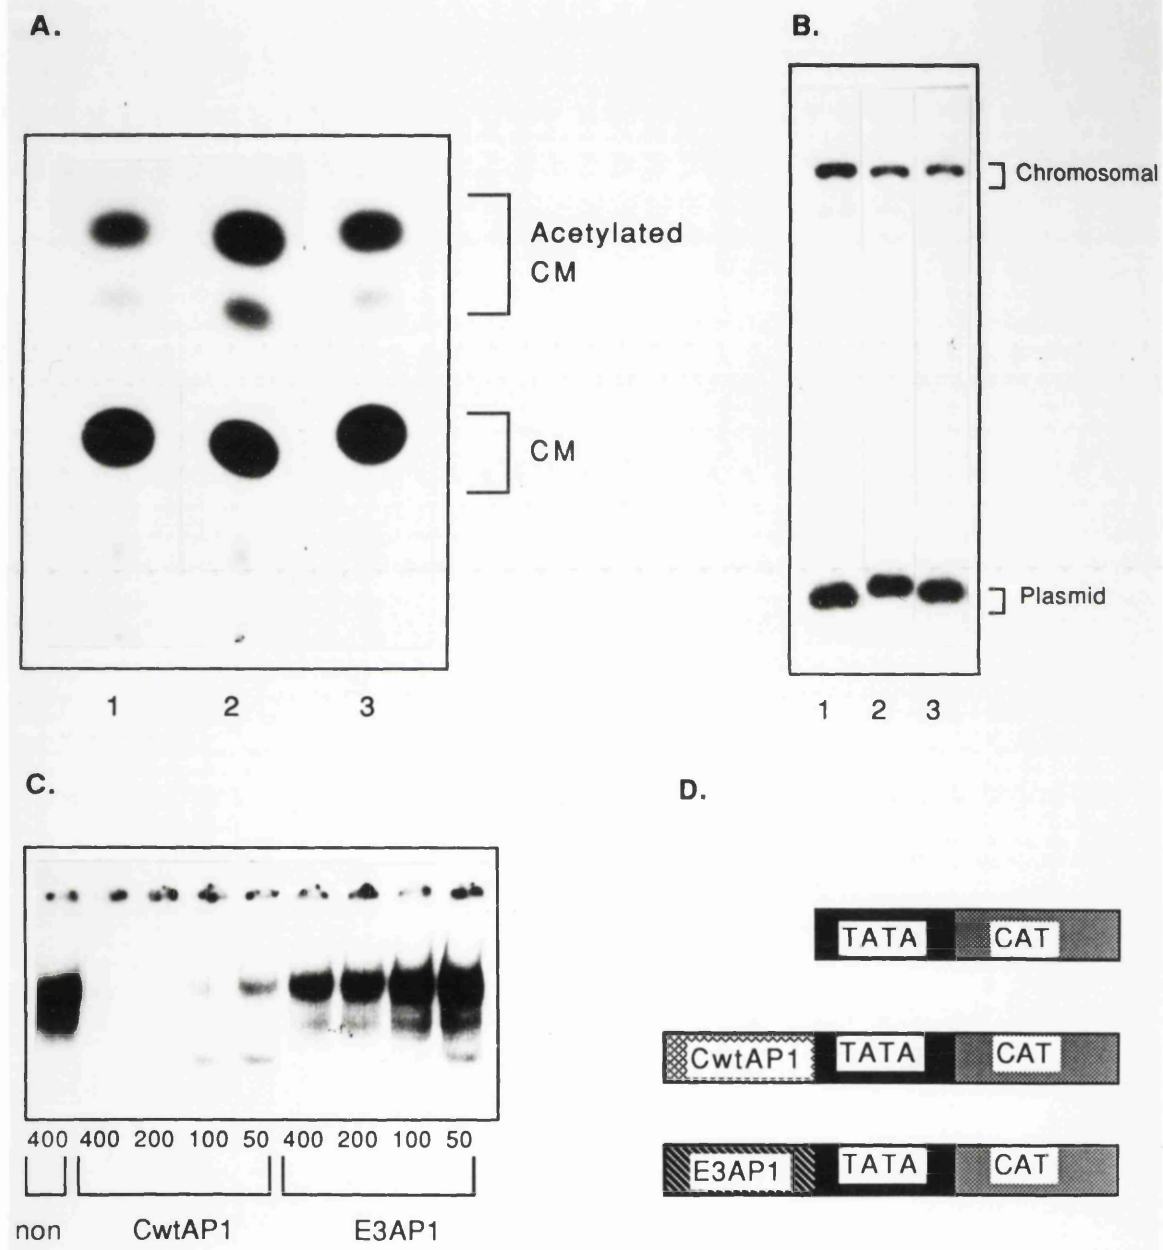 A.
B.
Acetylated
CM
CM
1 2 3
Chromosomal
Plasmid
1 2 3
C.
D.
400 400 200 100 50 400 200 100 50
non CwtAP1 E3AP1
TATA CAT
CwtAP1 TATA CAT
E3AP1 TATA CAT